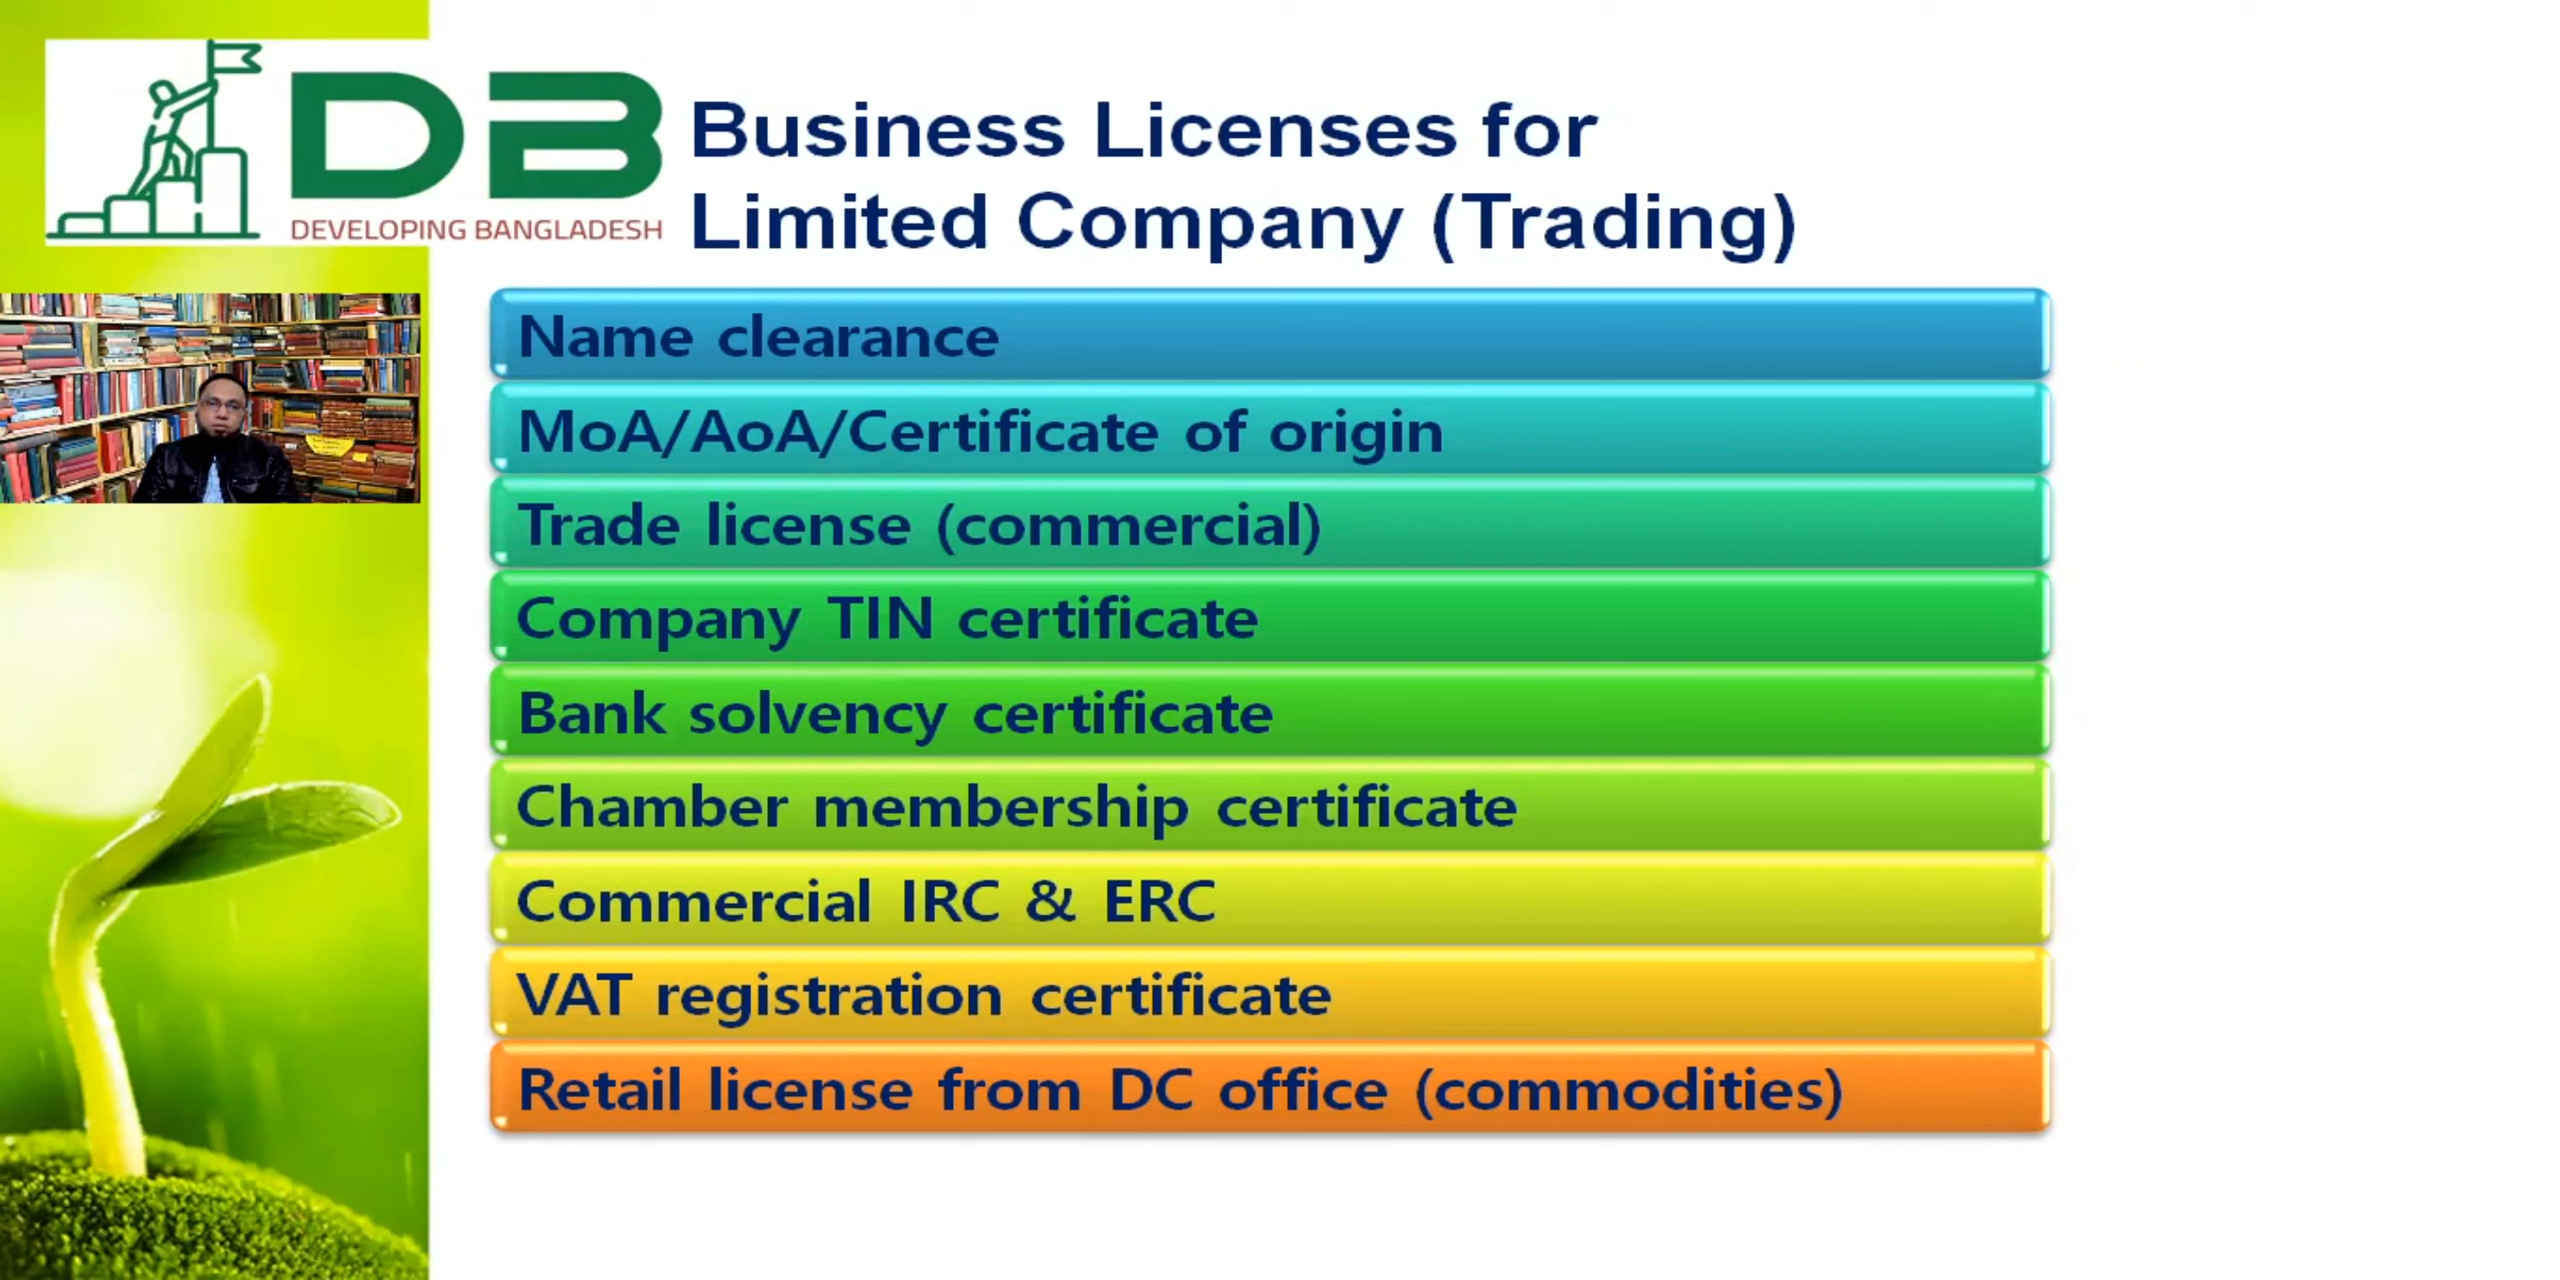 DB
DEVELOPING BANGLADESH
Business Licenses for
Limited Company (Trading)
Name clearance
MoA/AoA/Certificate of origin
Trade license (commercial)
Company TIN certificate
Bank solvency certificate
Chamber membership certificate
Commercial IRC & ERC
VAT registration certificate
Retail license from DC office (commodities)